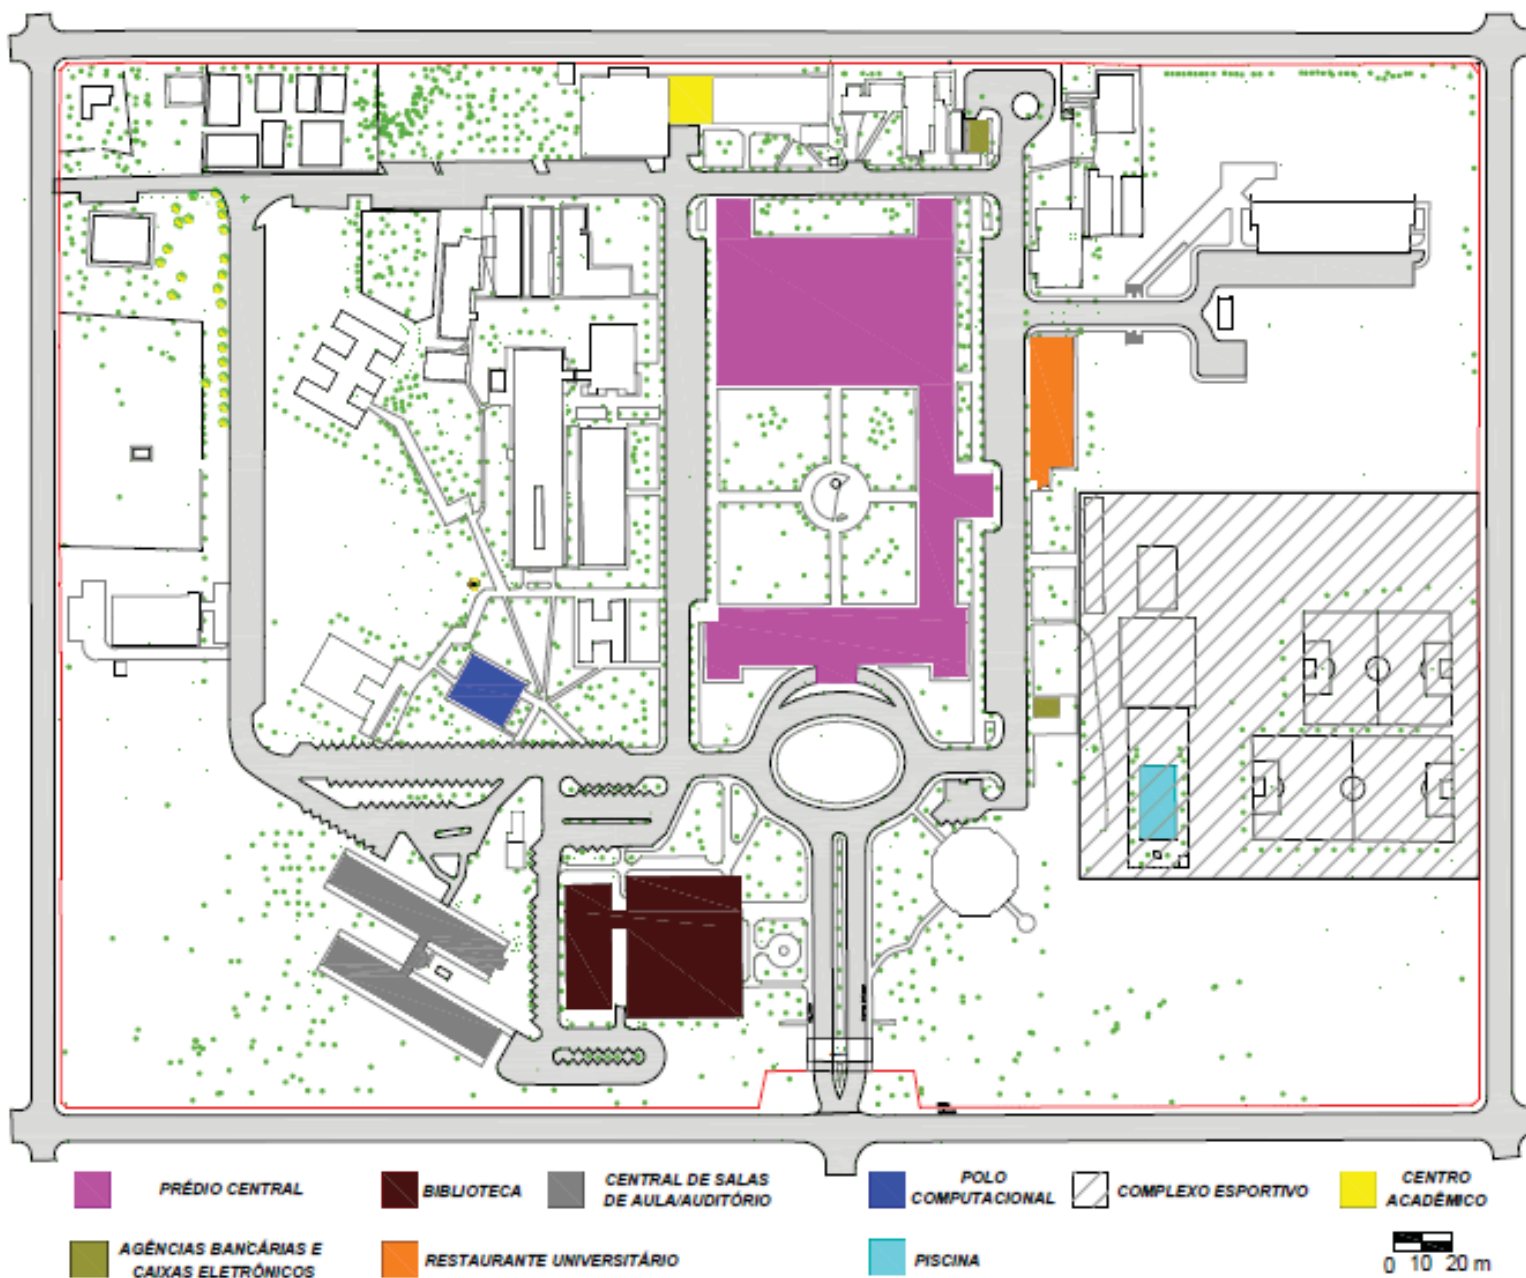 PRÉDIO CENTRAL
BIBLIOTECA
CENTRAL DE SALAS
DE AULA/AUDITÓRIO
POLO
COMPUTACIONAL
COMPLEXO ESPORTIVO
CENTRO
ACADÊMICO
AGÊNCIAS BANCÁRIAS E
CAIXAS ELETRÔNICOS
RESTAURANTE UNIVERSITÁRIO
PISCINA
0 10 20 m